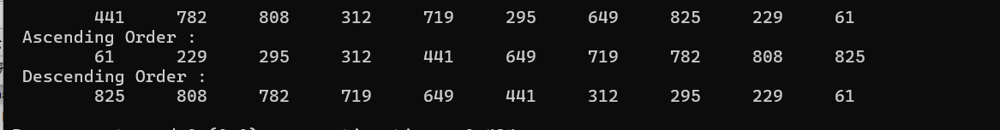 441 782 808 312 719 295 649 825 229 61
Ascending Order :
61 229 295 312 441 649 719 782 808 825
Descending Order :
825 808 782 719 649 441 312 295 229 61